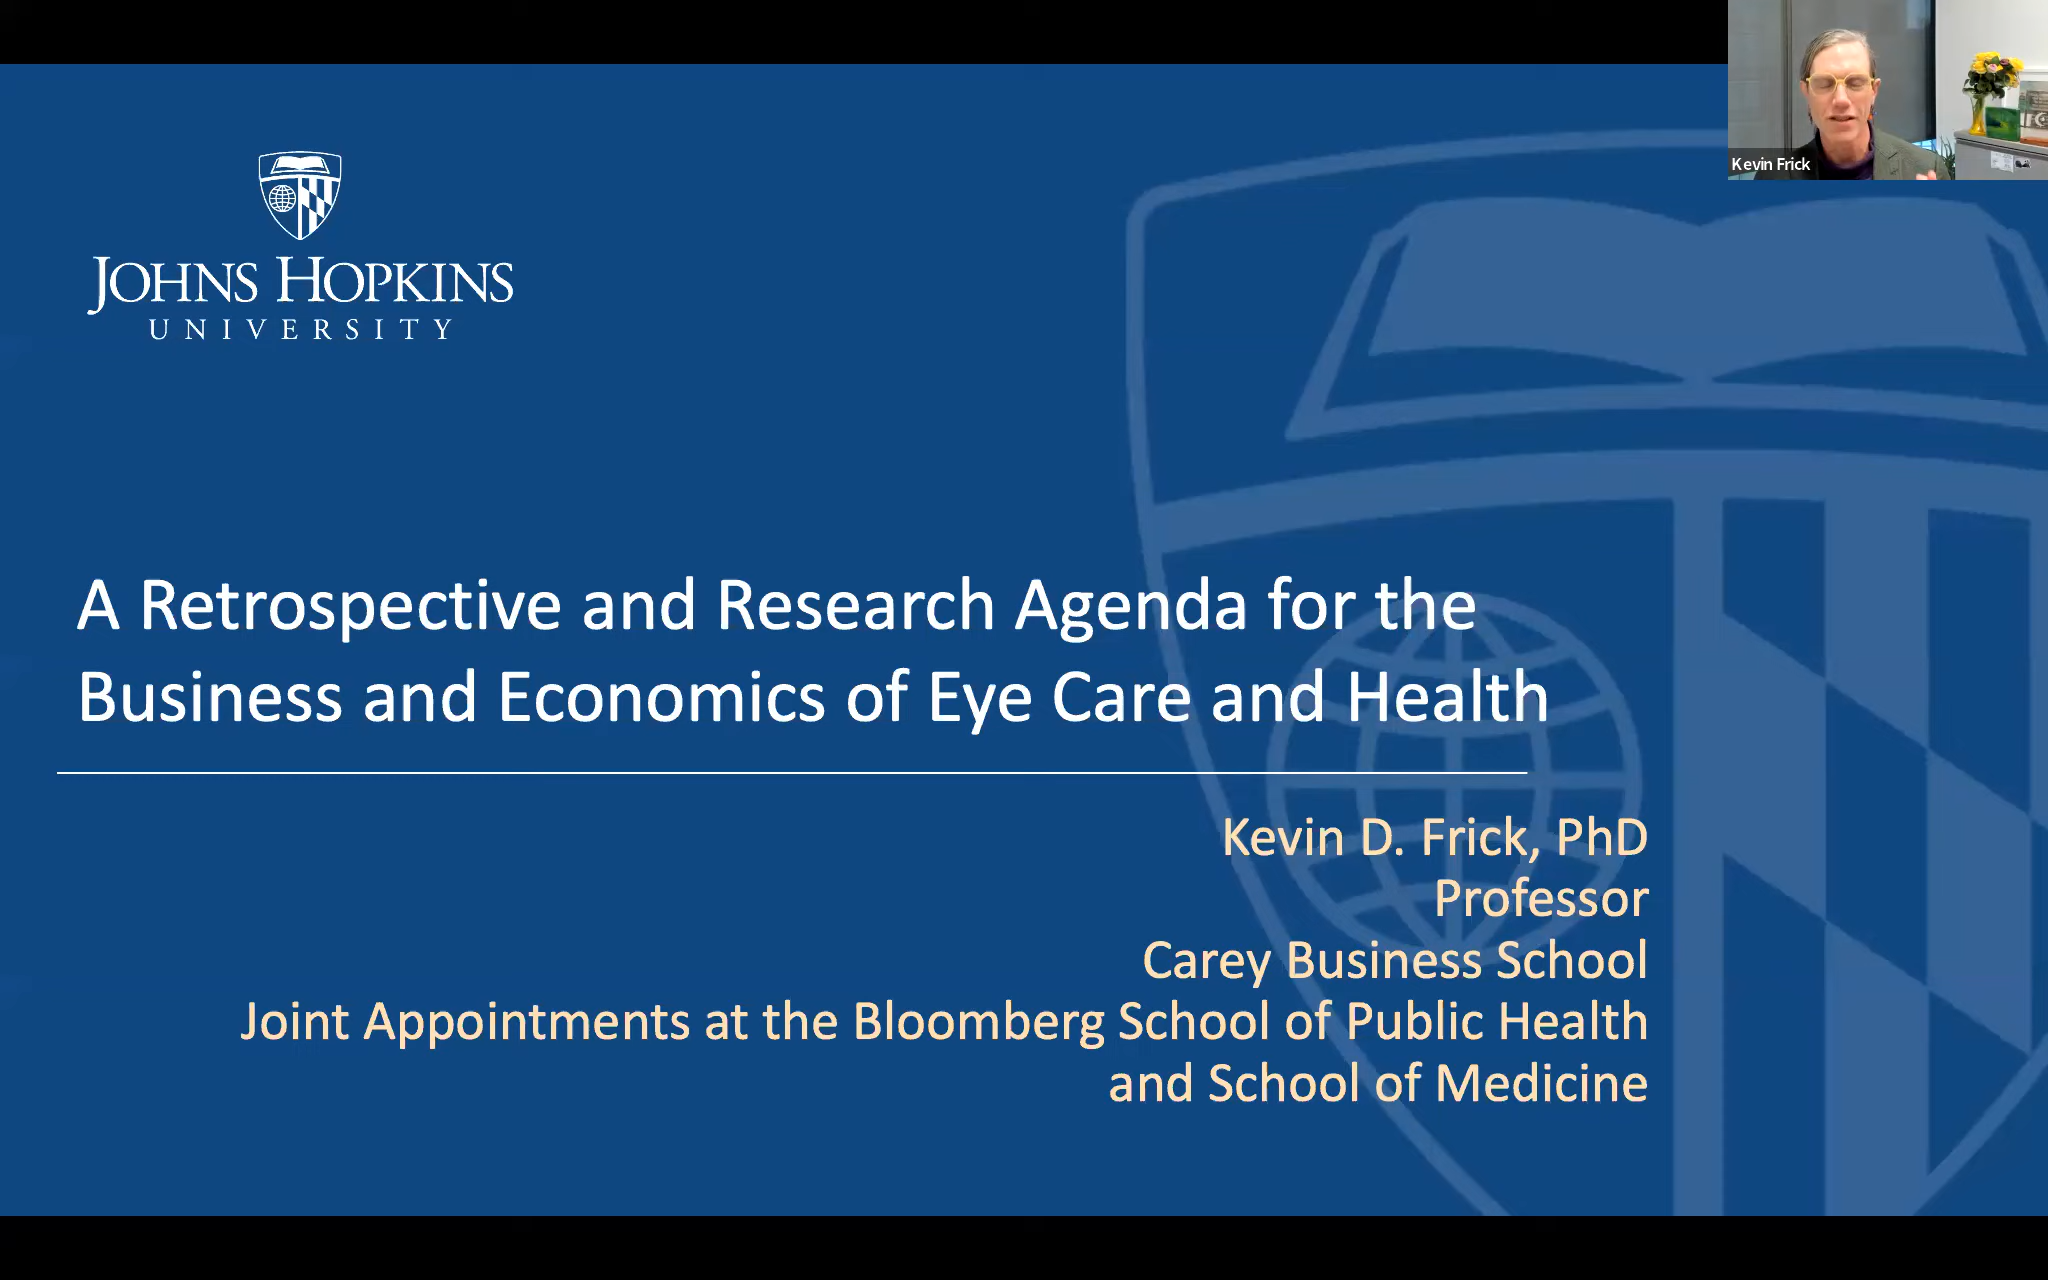 Kevin Frick
JOHNS HOPKINS
UNIVERSITY
A Retrospective and Research Agenda for the
Business and Economics of Eye Care and Health
Kevin D. Frick, PhD
Professor
Carey Business School
Joint Appointments at the Bloomberg School of Public Health
and School of Medicine